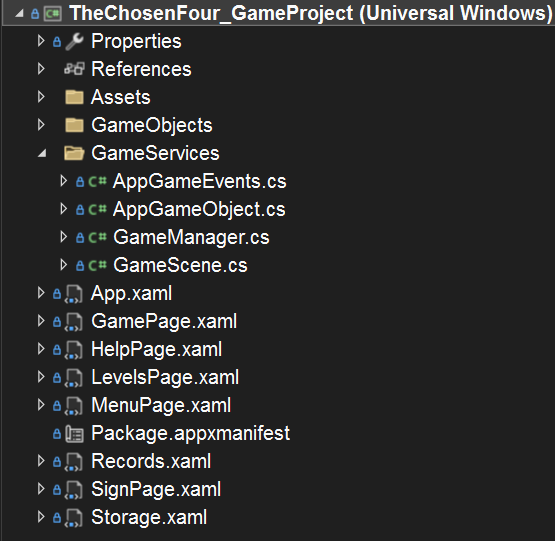 TheChosenFour_GameProject (Universal Windows)
Properties
References
Assets
GameObjects
GameServices
C# AppGameEvents.cs
C# AppGameObject.cs
C# GameManager.cs
C# GameScene.cs
App.xaml
GamePage.xaml
HelpPage.xaml
LevelsPage.xaml
MenuPage.xaml
Package.appxmanifest
Records.xaml
SignPage.xaml
Storage.xaml